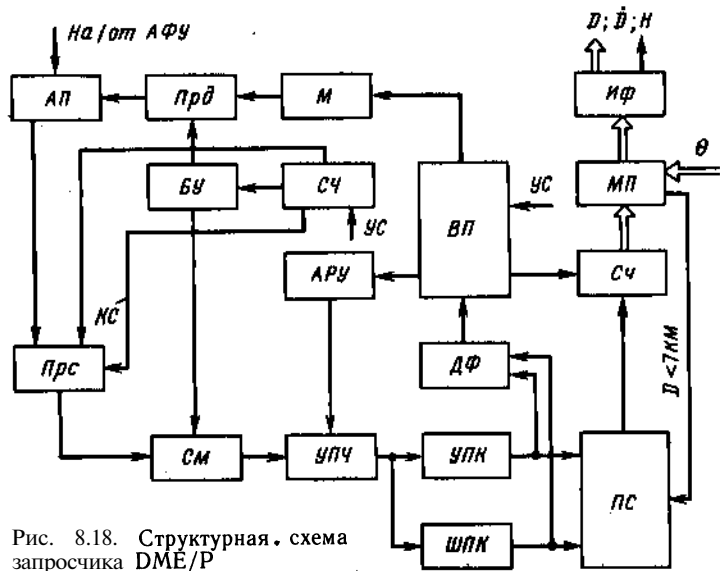 На/от АФУ
D; Ḋ; Н
АП
Прд
М
ИФ
θ
БУ
СЧ
УС
ВП
УС
МП
АРУ
Сч
КС
D<7км
Прс
ДФ
СМ
УПЧ
УПК
ПС
ШПК
Рис. 8.18. Структурная. схема
запросчика DME/P